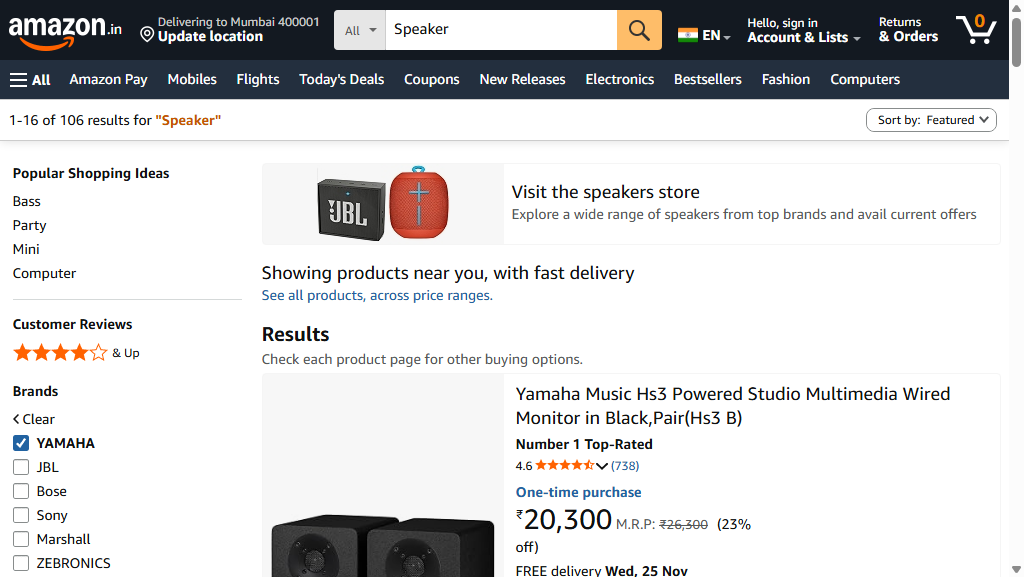 amazon.in
Delivering to Mumbai 400001
Update location
All
Speaker
EN
Hello, sign in
Account & Lists
Returns
& Orders
0
All
Amazon Pay
Mobiles
Flights
Today's Deals
Coupons
New Releases
Electronics
Bestsellers
Fashion
Computers
1-16 of 106 results for "Speaker"
Sort by: Featured
Popular Shopping Ideas
Bass
Party
Mini
Computer
Customer Reviews
& Up
Brands
Clear
YAMAHA
JBL
Bose
Sony
Marshall
ZEBRONICS
JBL
Visit the speakers store
Explore a wide range of speakers from top brands and avail current offers
Showing products near you, with fast delivery
See all products, across price ranges.
Results
Check each product page for other buying options.
Yamaha Music Hs3 Powered Studio Multimedia Wired
Monitor in Black,Pair(Hs3 B)
Number 1 Top-Rated
4.6 (738)
One-time purchase
₹20,300 M.R.P: ₹26,300 (23%
off)
FREE delivery Wed, 25 Nov